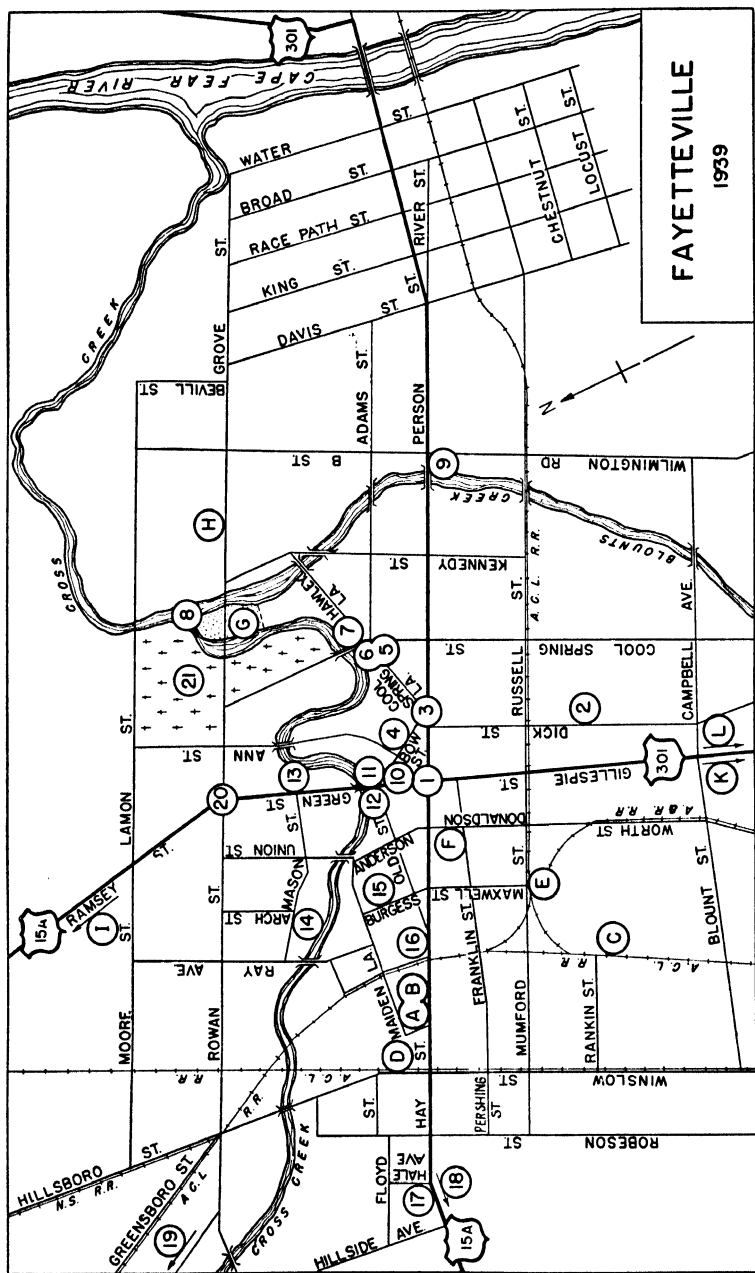 FAYETTEVILLE
1939
301
CAPE FEAR RIVER
WATER ST.
BROAD ST.
RACE PATH ST.
KING ST.
DAVIS ST.
RIVER ST.
CHESTNUT ST.
LOCUST ST.
CREEK
CROSS
GROVE ST.
BEVILL ST
ADAMS ST.
PERSON ST.
B ST
WILMINGTON RD
N
H
9
CREEK
BLOUNTS
KENNEDY ST.
HAWLEY LA.
A.C.L. R.R.
8
G
7
6
5
21
COOL SPRING LA.
COOL SPRING ST.
RUSSELL ST.
CAMPBELL AVE.
LAMON ST.
ANN ST.
4
3
BOW ST.
2
DICK ST.
L
K
301
GILLESPIE ST.
20
13
11
10
1
12
GREEN ST.
UNION ST.
MASON ST.
ARCH ST
14
RAY AVE
RAMSEY ST.
15A
I
MOORE ST.
ROWAN ST.
ANDERSON ST.
OLD ST.
BURGESS
15
16
DONALDSON ST.
F
WORTH ST
A & R. R.R
MAXWELL ST.
E
C
BLOUNT ST.
A.C.L. R.R
FRANKLIN ST.
MUMFORD ST.
RANKIN ST.
MAIDEN LA.
A
B
D
HAY ST.
WINSLOW ST
PERSHING ST
ROBESON ST
A.C.L. R.R.
R.R.
HILLSBORO ST.
N.S. R.R.
GREENSBORO ST.
A.C.L
19
CROSS CREEK
FLOYD ST.
HALE AVE
HILLSIDE AVE.
17
18
15A